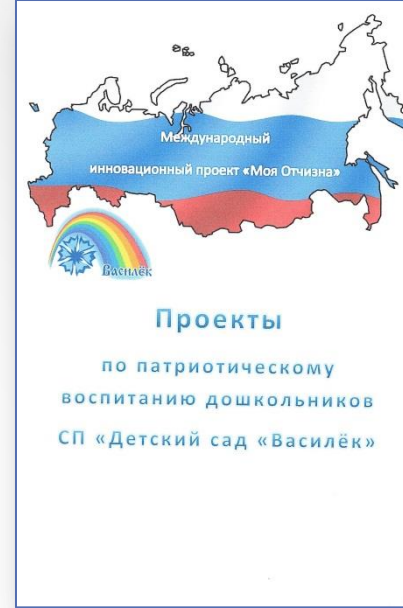 Международный
инновационный проект «Моя Отчизна»
Василёк
Проекты
по патриотическому
воспитанию дошкольников
СП «Детский сад «Василёк»